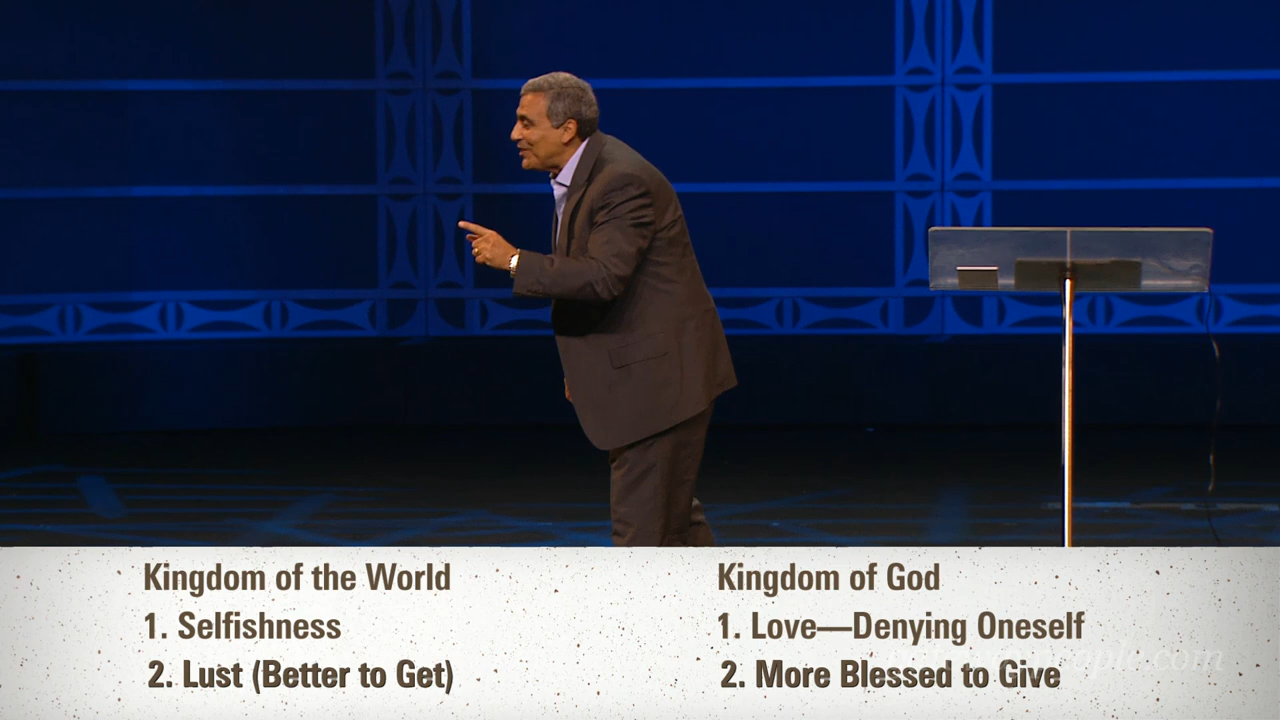 Kingdom of the World
1. Selfishness
2. Lust (Better to Get)
Kingdom of God
1. Love—Denying Oneself
2. More Blessed to Give